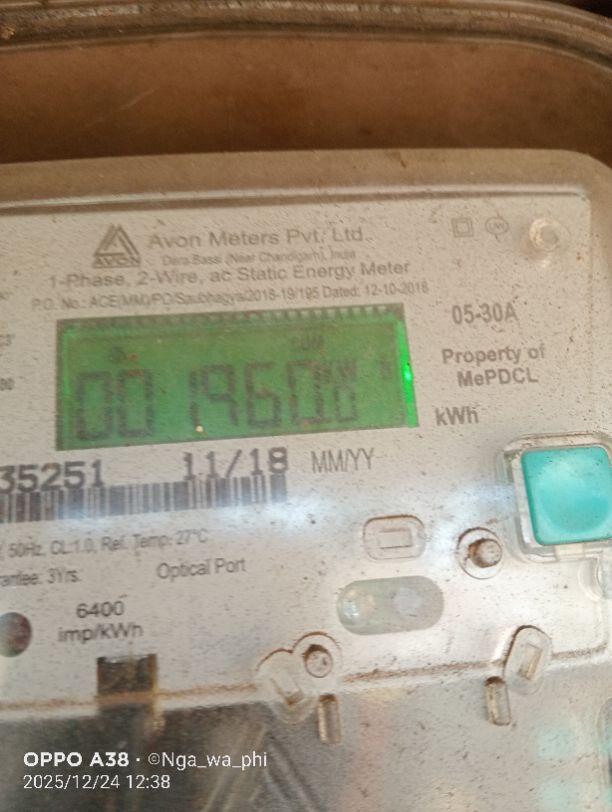 AVON
Avon Meters Pvt. Ltd.
Dera Bassi (Near Chandigarh), India
1-Phase, 2-Wire, ac Static Energy Meter
P.O. No.: ACE(MM)/PO/Saubhagya/2018-19/195 Dated: 12-10-2018
05-30A
Property of
MePDCL
CUM
kW h
kWh
35251 11/18 MM/YY
50Hz, CL:1.0, Ref. Temp: 27°C
rantee: 3Yrs. Optical Port
6400
imp/kWh
OPPO A38 · ©Nga_wa_phi
2025/12/24 12:38